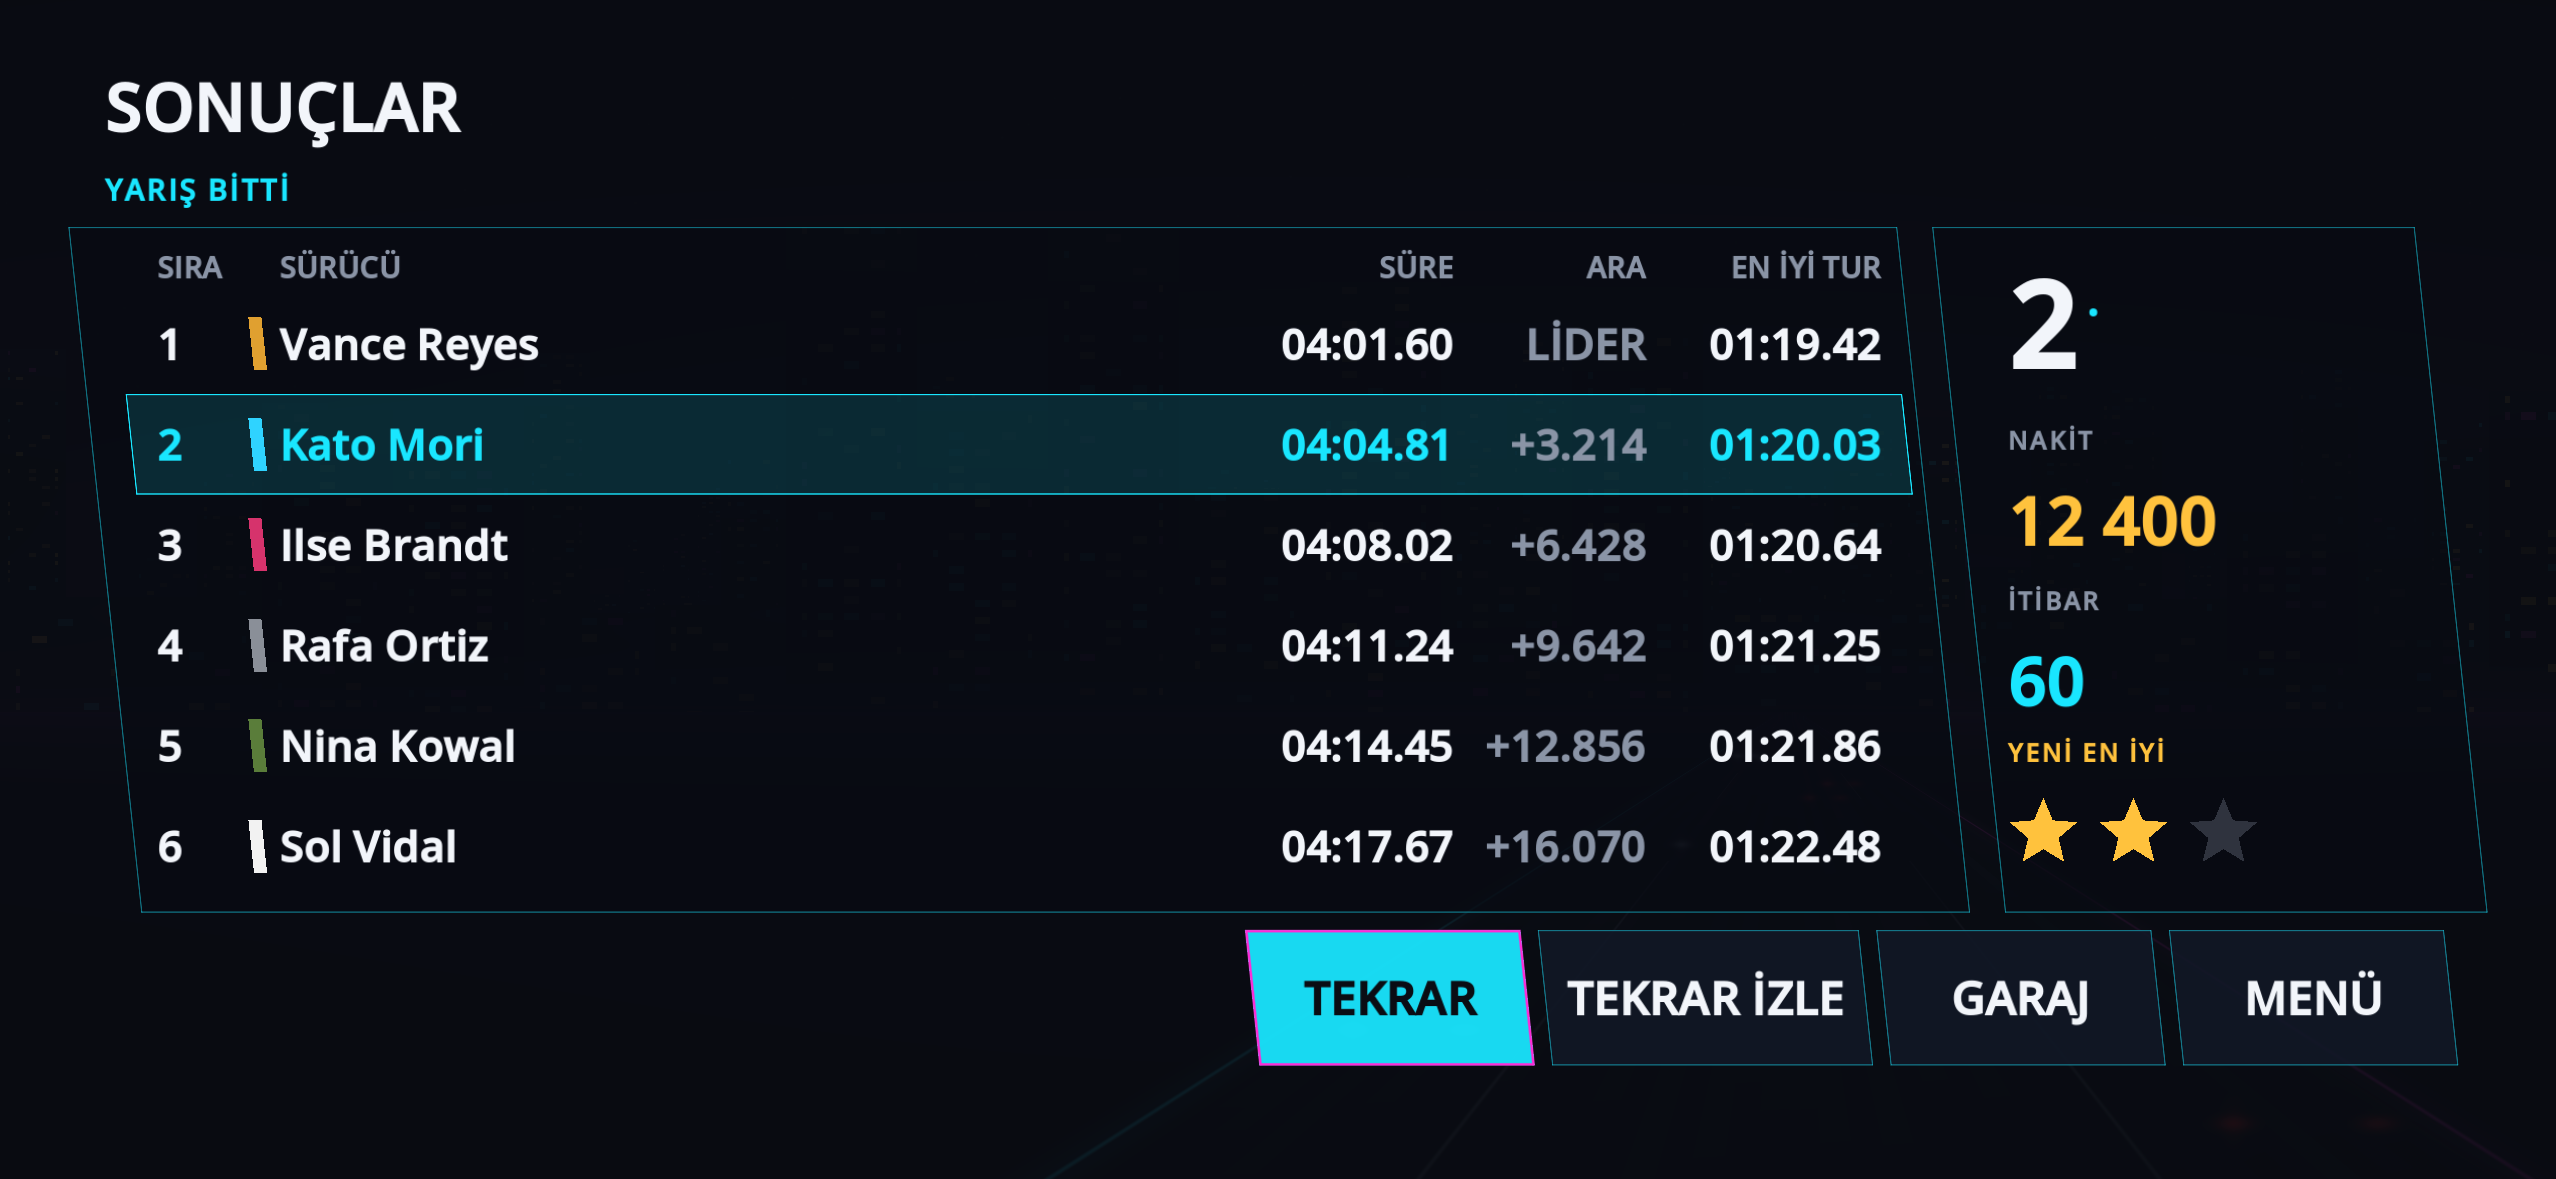 SONUÇLAR
YARIŞ BİTTİ
SIRA SÜRÜCÜ SÜRE ARA EN İYİ TUR
1 Vance Reyes 04:01.60 LİDER 01:19.42
2 Kato Mori 04:04.81 +3.214 01:20.03
3 Ilse Brandt 04:08.02 +6.428 01:20.64
4 Rafa Ortiz 04:11.24 +9.642 01:21.25
5 Nina Kowal 04:14.45 +12.856 01:21.86
6 Sol Vidal 04:17.67 +16.070 01:22.48
2.
NAKİT
12 400
İTİBAR
60
YENİ EN İYİ
TEKRAR TEKRAR İZLE GARAJ MENÜ